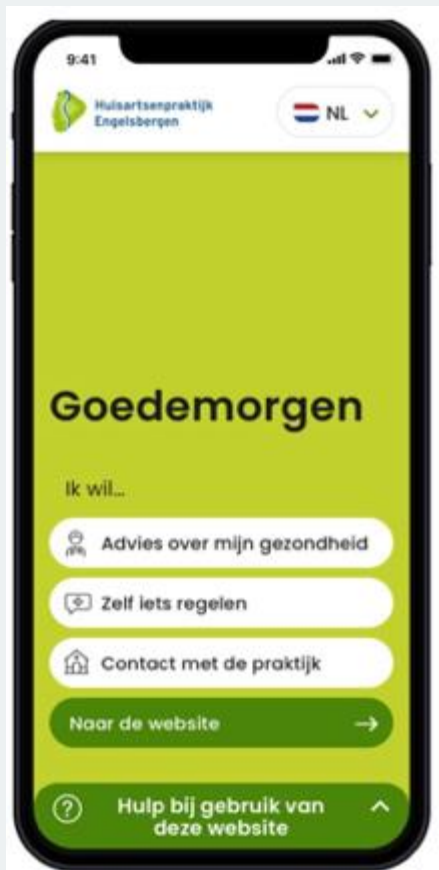 9:41
Huisartsenpraktijk
Engelsbergen
NL
Goedemorgen
Ik wil...
Advies over mijn gezondheid
Zelf iets regelen
Contact met de praktijk
Naar de website
Hulp bij gebruik van
deze website